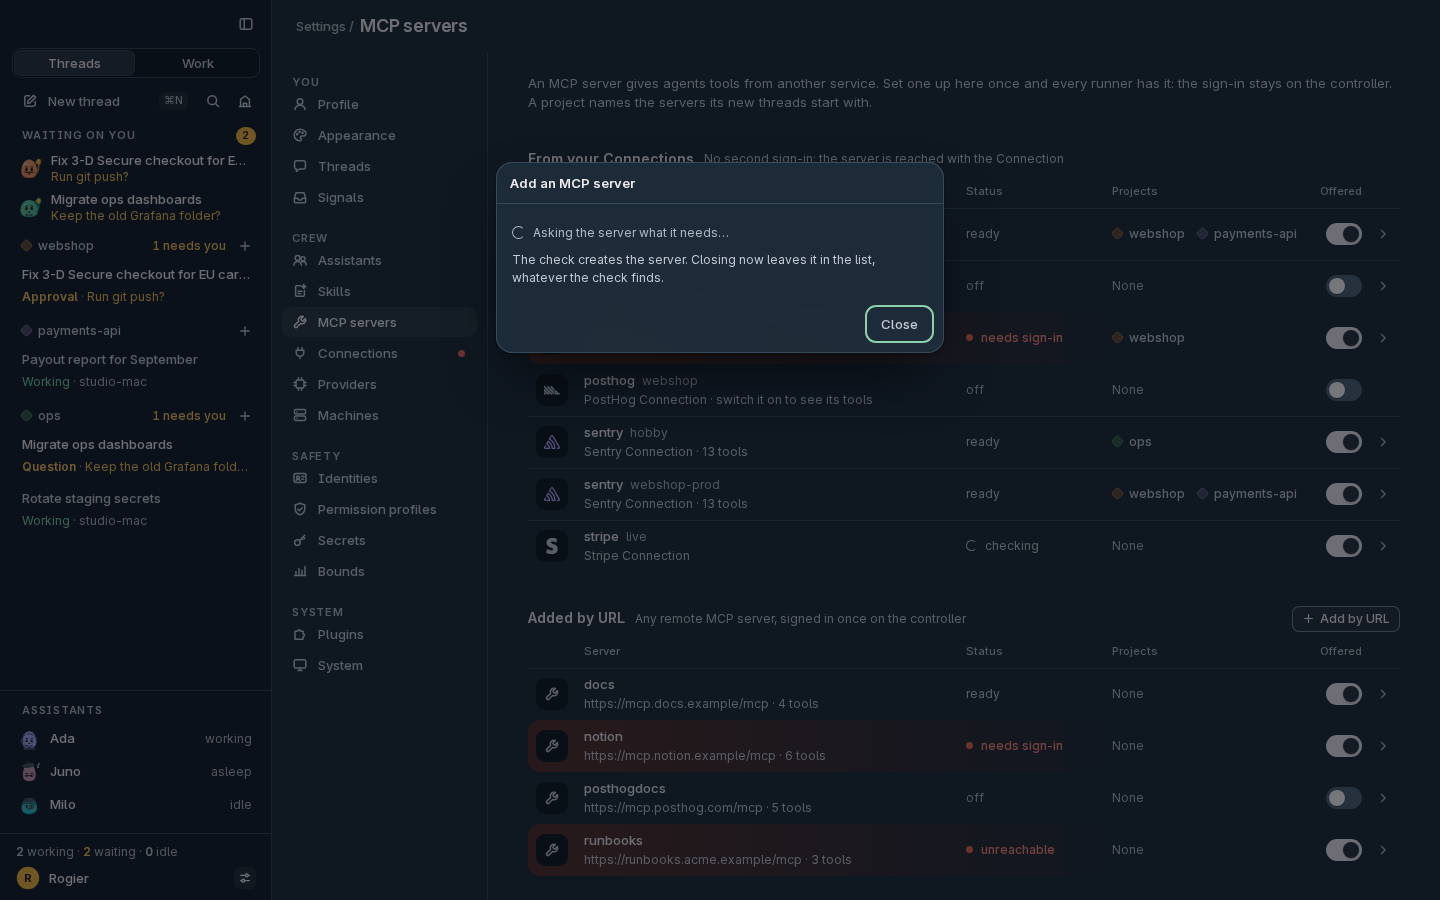 Threads
Work
New thread
⌘N
WAITING ON YOU
2
Fix 3-D Secure checkout for E...
Run git push?
Migrate ops dashboards
Keep the old Grafana folder?
webshop
1 needs you
Fix 3-D Secure checkout for EU car...
Approval · Run git push?
payments-api
Payout report for September
Working · studio-mac
ops
1 needs you
Migrate ops dashboards
Question · Keep the old Grafana fold...
Rotate staging secrets
Working · studio-mac
ASSISTANTS
Ada
working
Juno
asleep
Milo
idle
2 working · 2 waiting · 0 idle
R
Rogier
Settings / MCP servers
YOU
Profile
Appearance
Threads
Signals
CREW
Assistants
Skills
MCP servers
Connections
Providers
Machines
SAFETY
Identities
Permission profiles
Secrets
Bounds
SYSTEM
Plugins
System
An MCP server gives agents tools from another service. Set one up here once and every runner has it: the sign-in stays on the controller.
A project names the servers its new threads start with.
From your Connections No second sign-in: the server is reached with the Connection
Status Projects Offered
ready webshop payments-api
off None
needs sign-in webshop
Add an MCP server
Asking the server what it needs...
The check creates the server. Closing now leaves it in the list,
whatever the check finds.
Close
posthog webshop
PostHog Connection · switch it on to see its tools
off None
sentry hobby
Sentry Connection · 13 tools
ready ops
sentry webshop-prod
Sentry Connection · 13 tools
ready webshop payments-api
stripe live
Stripe Connection
checking None
Added by URL Any remote MCP server, signed in once on the controller
Add by URL
Server Status Projects Offered
docs
https://mcp.docs.example/mcp · 4 tools
ready None
notion
https://mcp.notion.example/mcp · 6 tools
needs sign-in None
posthogdocs
https://mcp.posthog.com/mcp · 5 tools
off None
runbooks
https://runbooks.acme.example/mcp · 3 tools
unreachable None